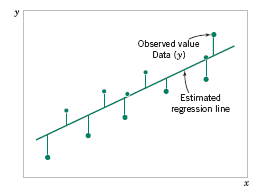 y
Observed value
Data (y)
Estimated
regression line
x